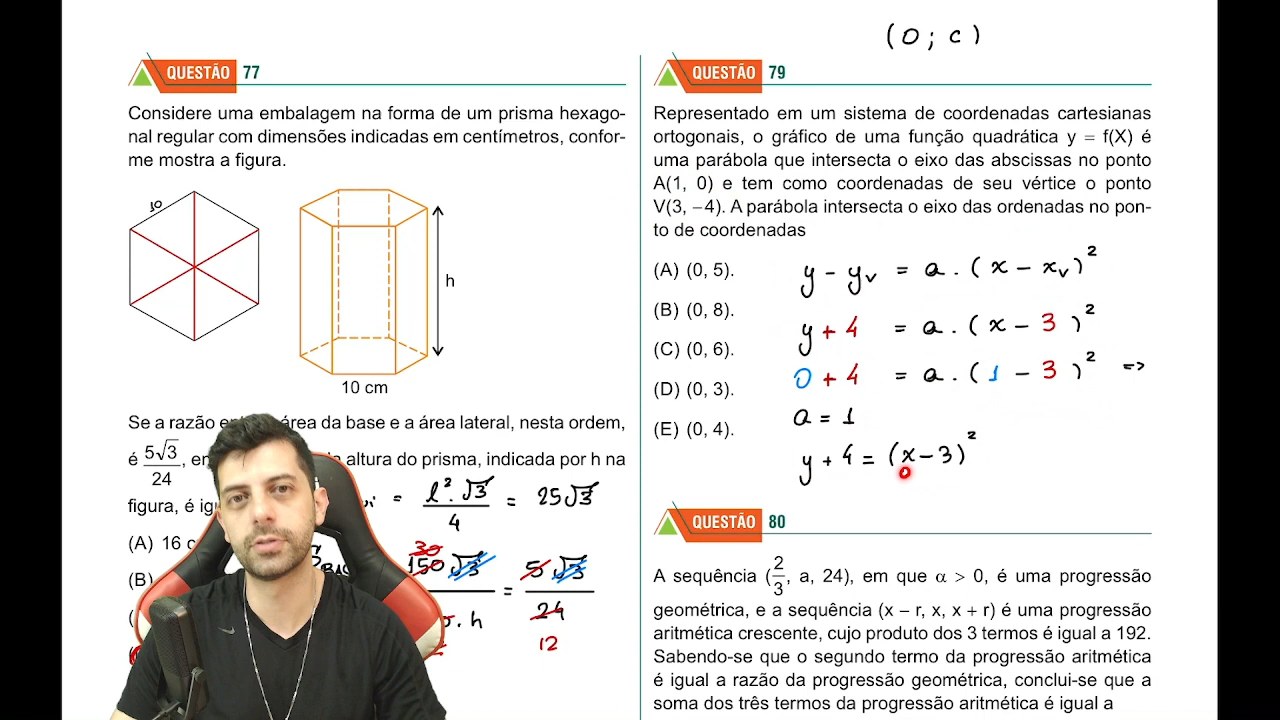 ( 0 ; c )
QUESTÃO 77
Considere uma embalagem na forma de um prisma hexago-
nal regular com dimensões indicadas em centímetros, confor-
me mostra a figura.
10
h
10 cm
Se a razão en área da base e a área lateral, nesta ordem,
é 5√3/24, en a altura do prisma, indicada por h na
figura, é igu
= l²·√3/4 = 25√3
(A) 16 c
30
150√3 / . h = 5√3 / 24
12
(B)
QUESTÃO 79
Representado em um sistema de coordenadas cartesianas
ortogonais, o gráfico de uma função quadrática y = f(X) é
uma parábola que intersecta o eixo das abscissas no ponto
A(1, 0) e tem como coordenadas de seu vértice o ponto
V(3, −4). A parábola intersecta o eixo das ordenadas no pon-
to de coordenadas
(A) (0, 5).
(B) (0, 8).
(C) (0, 6).
(D) (0, 3).
(E) (0, 4).
y − yv = a . (x − xv)²
y + 4 = a . (x − 3)²
0 + 4 = a . (1 − 3)² =>
a = 1
y + 4 = (x − 3)²
QUESTÃO 80
A sequência (2/3, a, 24), em que α > 0, é uma progressão
geométrica, e a sequência (x − r, x, x + r) é uma progressão
aritmética crescente, cujo produto dos 3 termos é igual a 192.
Sabendo-se que o segundo termo da progressão aritmética
é igual a razão da progressão geométrica, conclui-se que a
soma dos três termos da progressão aritmética é igual a